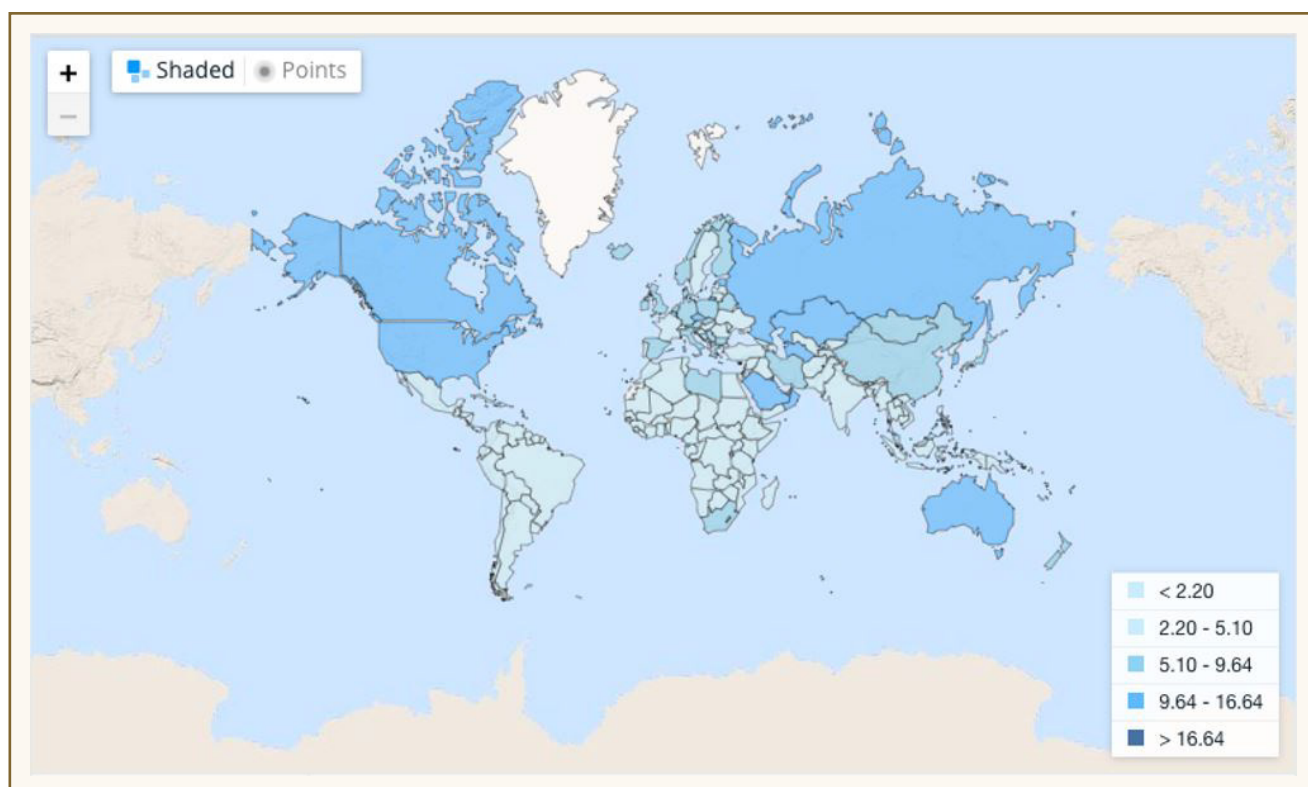 +
Shaded Points
−
< 2.20
2.20 - 5.10
5.10 - 9.64
9.64 - 16.64
> 16.64